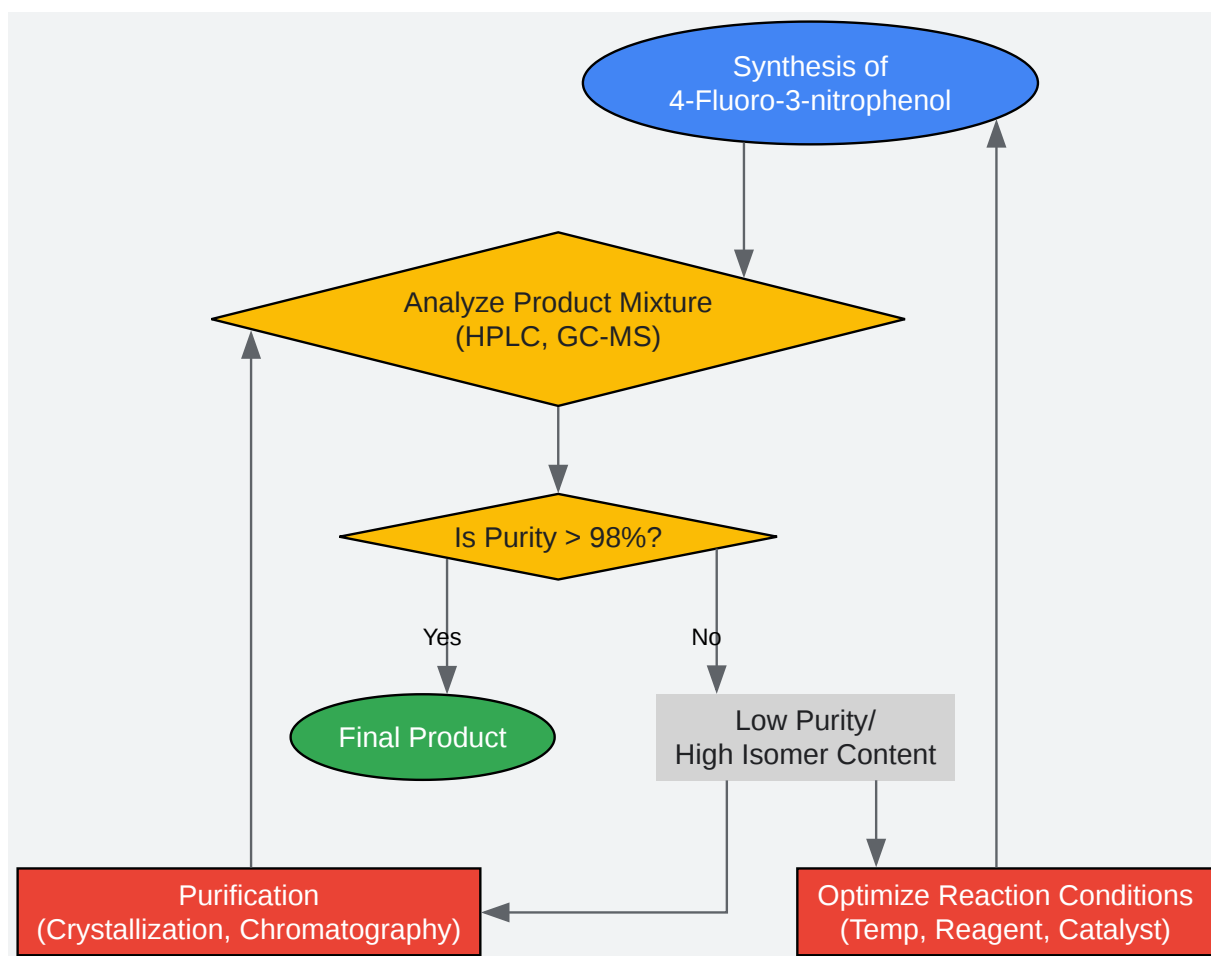 Synthesis of
4-Fluoro-3-nitrophenol
Analyze Product Mixture
(HPLC, GC-MS)
Is Purity > 98%?
Yes
No
Final Product
Low Purity/
High Isomer Content
Purification
(Crystallization, Chromatography)
Optimize Reaction Conditions
(Temp, Reagent, Catalyst)